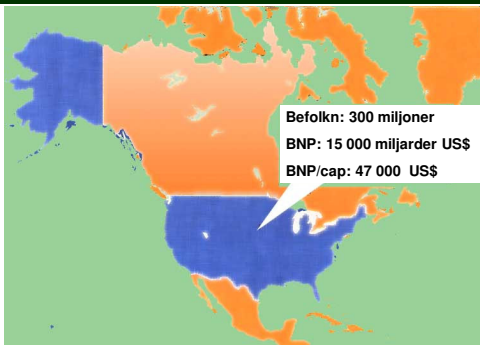 Befolkn: 300 miljoner
BNP: 15 000 miljarder US$
BNP/cap: 47 000 US$